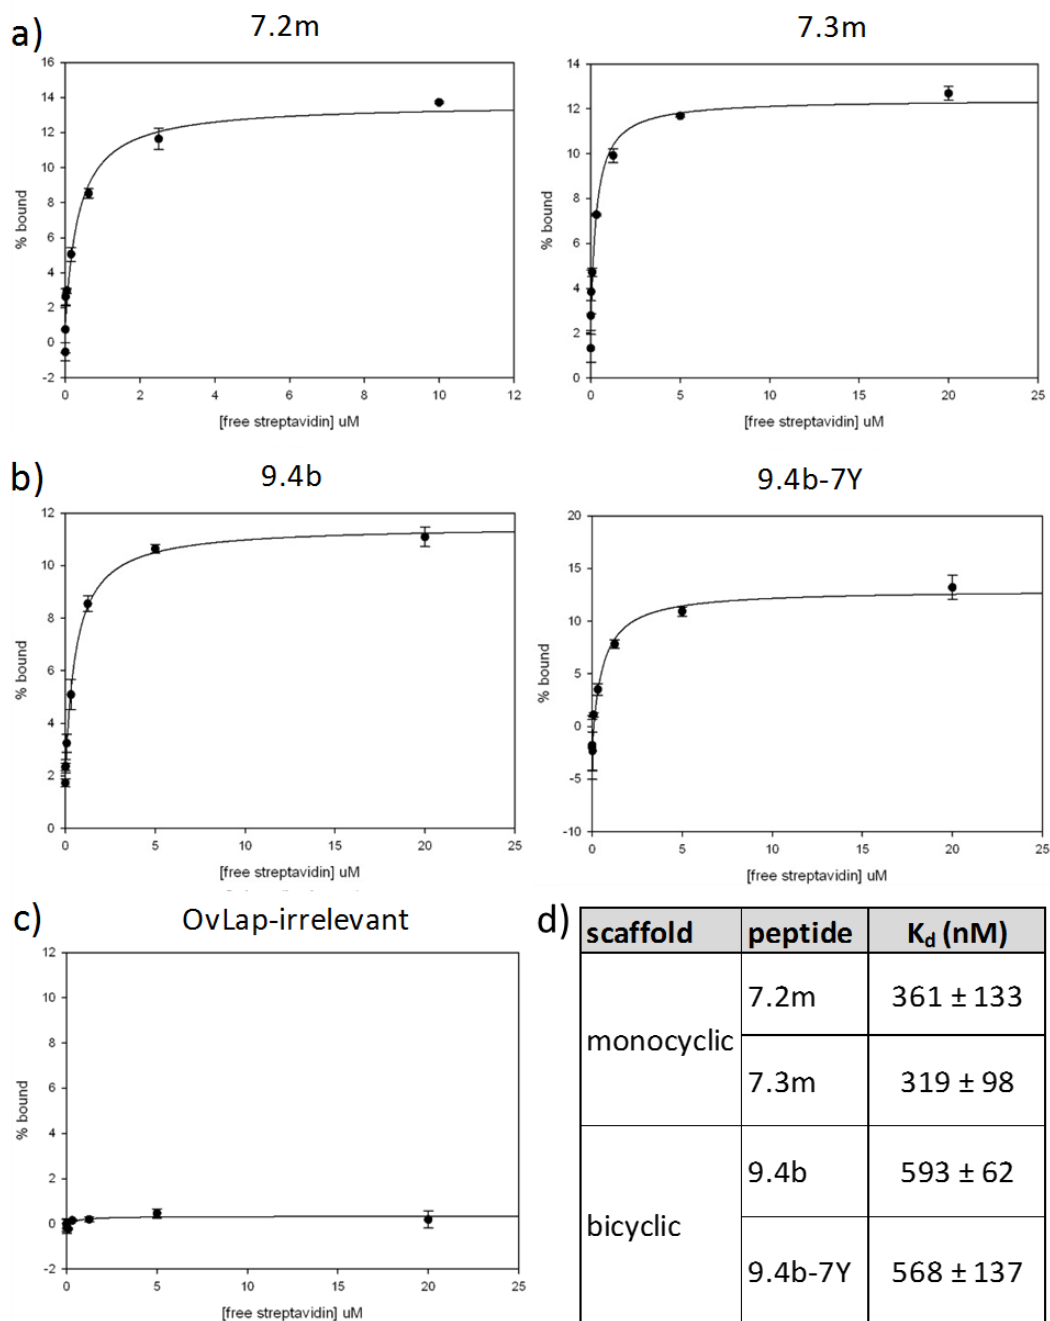 a)
7.2m
16
14
12
10
8
6
4
2
0
-2
0 2 4 6 8 10 12
% bound
[free streptavidin] uM
7.3m
14
12
10
8
6
4
2
0
0 5 10 15 20 25
% bound
[free streptavidin] uM
b)
9.4b
12
10
8
6
4
2
0
0 5 10 15 20 25
% bound
[free streptavidin] uM
9.4b-7Y
20
15
10
5
0
-5
-10
0 5 10 15 20 25
% bound
[free streptavidin] uM
c)
OvLap-irrelevant
12
10
8
6
4
2
0
-2
0 5 10 15 20 25
% bound
[free streptavidin] uM
d)
scaffold peptide Kd (nM)
monocyclic
7.2m 361 ± 133
7.3m 319 ± 98
bicyclic
9.4b 593 ± 62
9.4b-7Y 568 ± 137